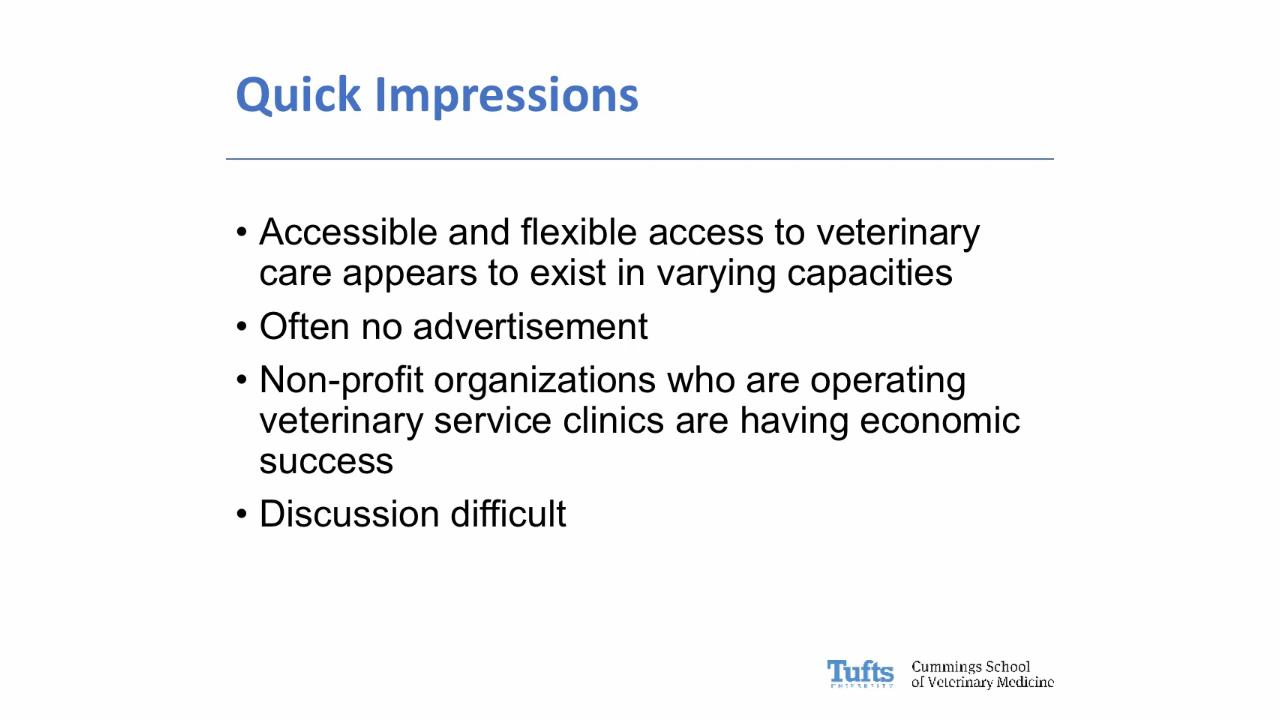 Quick Impressions
• Accessible and flexible access to veterinary
care appears to exist in varying capacities
• Often no advertisement
• Non-profit organizations who are operating
veterinary service clinics are having economic
success
• Discussion difficult
Tufts
UNIVERSITY
Cummings School
of Veterinary Medicine